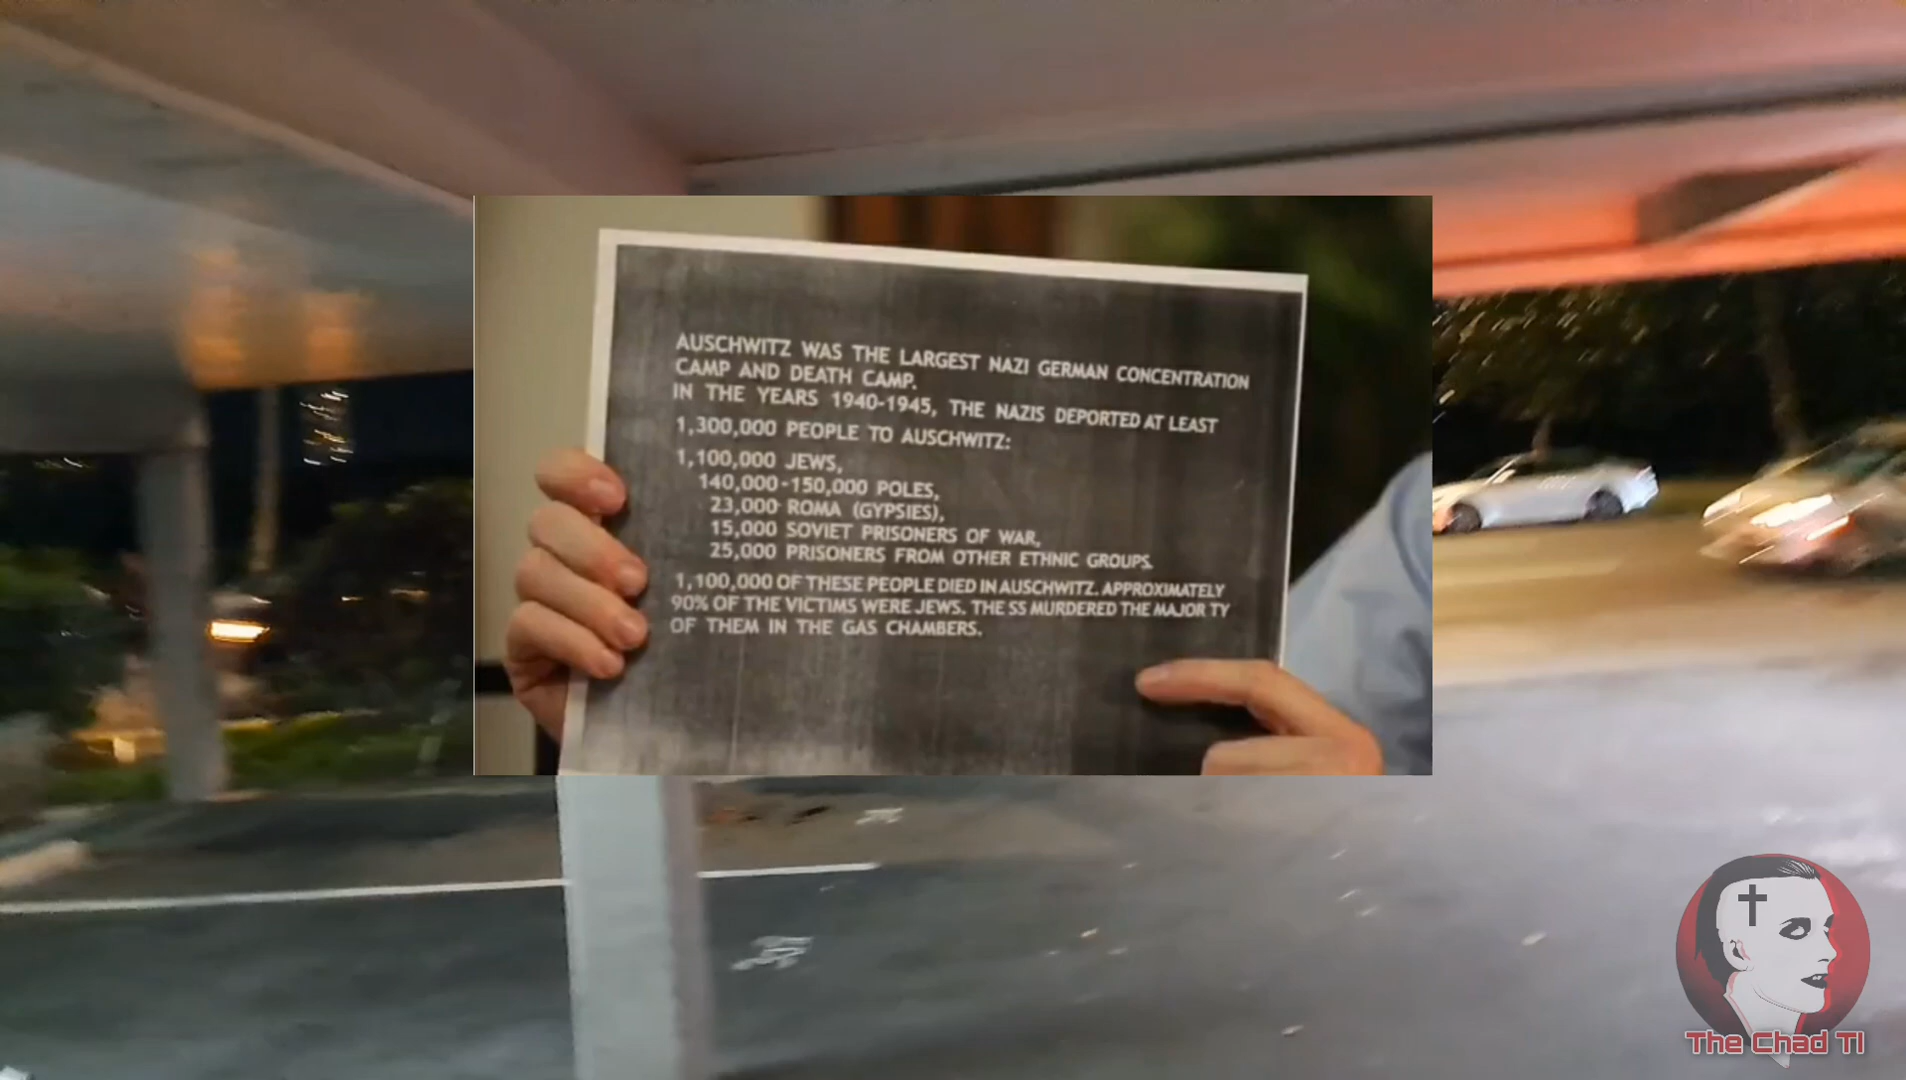 AUSCHWITZ WAS THE LARGEST NAZI GERMAN CONCENTRATION
CAMP AND DEATH CAMP.
IN THE YEARS 1940-1945, THE NAZIS DEPORTED AT LEAST
1,300,000 PEOPLE TO AUSCHWITZ:
1,100,000 JEWS,
140,000-150,000 POLES,
23,000 ROMA (GYPSIES),
15,000 SOVIET PRISONERS OF WAR,
25,000 PRISONERS FROM OTHER ETHNIC GROUPS.
1,100,000 OF THESE PEOPLE DIED IN AUSCHWITZ. APPROXIMATELY
90% OF THE VICTIMS WERE JEWS. THE SS MURDERED THE MAJOR TY
OF THEM IN THE GAS CHAMBERS.
The Chad TI